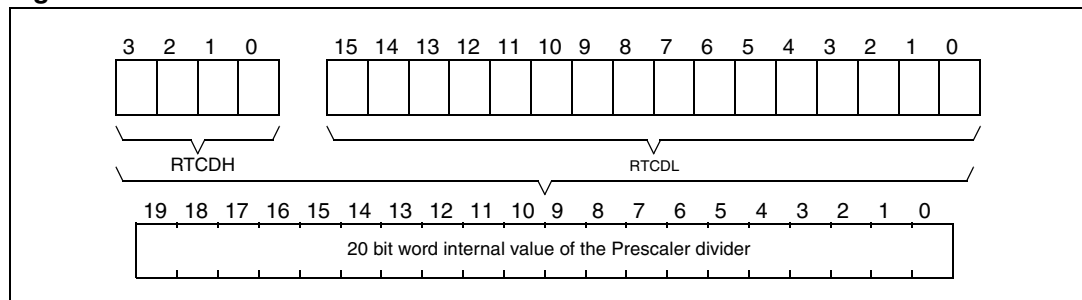 3 2 1 0 15 14 13 12 11 10 9 8 7 6 5 4 3 2 1 0
RTCDH RTCDL
19 18 17 16 15 14 13 12 11 10 9 8 7 6 5 4 3 2 1 0
20 bit word internal value of the Prescaler divider